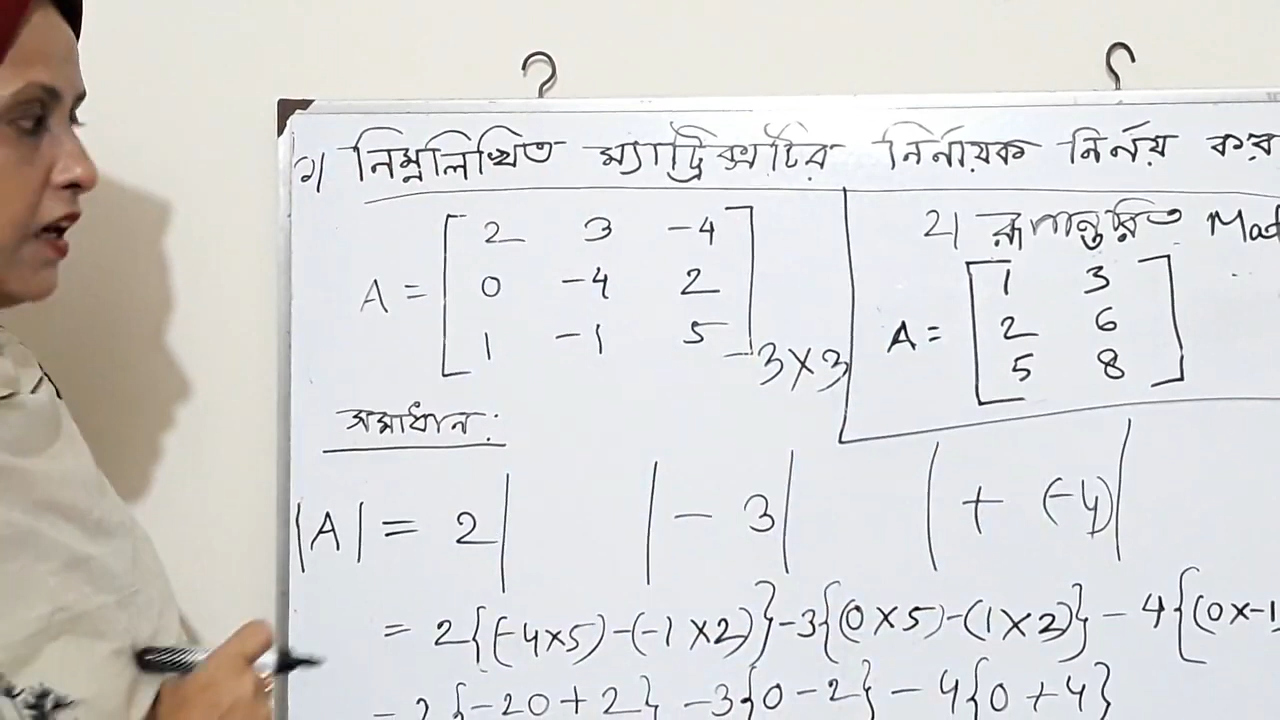 ১) নিম্নলিখিত ম্যাট্রিক্সটির নির্ণায়ক নির্ণয় কর
A = [ 2 3 -4
0 -4 2
1 -1 5 ] 3×3
2) রূপান্তরিত
A = [ 1 3
2 6
5 8 ]
সমাধান:
|A| = 2| | - 3| | + (-4)|
= 2{(-4×5)-(-1×2)}-3{(0×5)-(1×2)} - 4{(0×-1)
= 2{-20+2} -3{0-2} - 4{0+4}